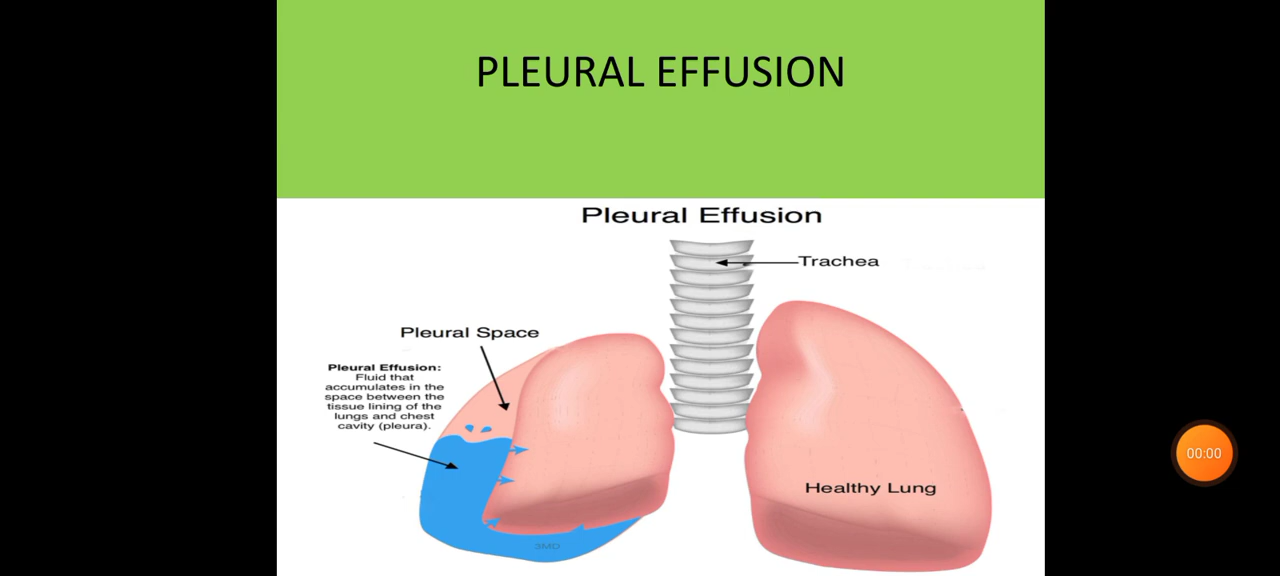 PLEURAL EFFUSION
Pleural Effusion
Trachea
Pleural Space
Pleural Effusion:
Fluid that
accumulates in the
space between the
tissue lining of the
lungs and chest
cavity (pleura).
Healthy Lung
3MD
00:00